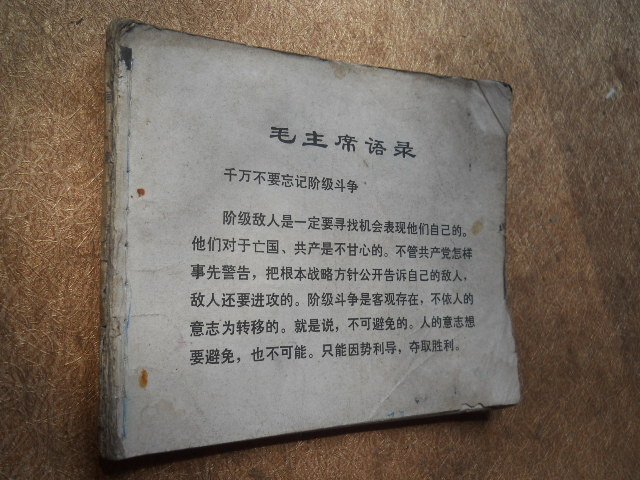 毛主席语录
千万不要忘记阶级斗争
阶级敌人是一定要寻找机会表现他们自己的。
他们对于亡国、共产是不甘心的。不管共产党怎样
事先警告，把根本战略方针公开告诉自己的敌人，
敌人还要进攻的。阶级斗争是客观存在，不依人的
意志为转移的。就是说，不可避免的。人的意志想
要避免，也不可能。只能因势利导，夺取胜利。